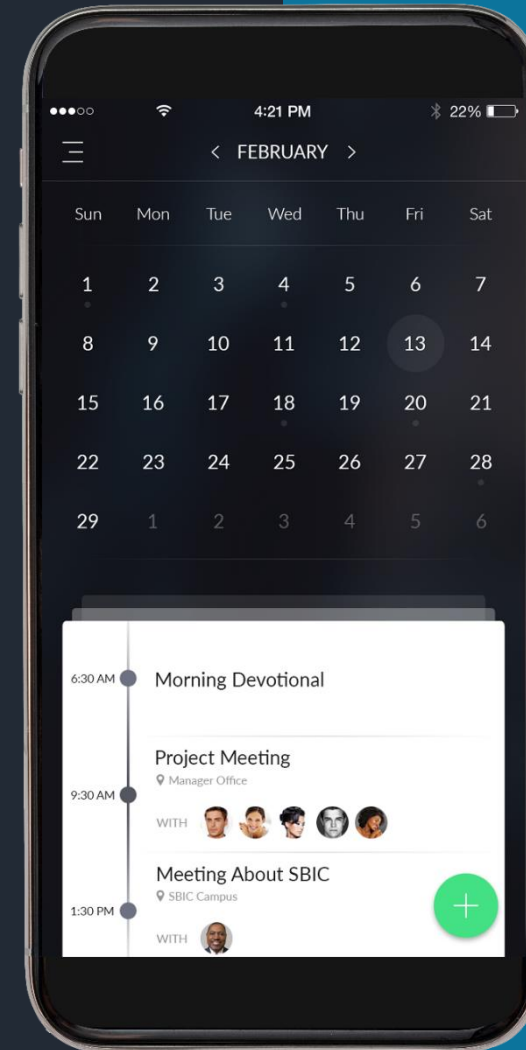 4:21 PM 22%
< FEBRUARY >
Sun Mon Tue Wed Thu Fri Sat
1 2 3 4 5 6 7
8 9 10 11 12 13 14
15 16 17 18 19 20 21
22 23 24 25 26 27 28
29 1 2 3 4 5 6
6:30 AM Morning Devotional
Project Meeting
Manager Office
9:30 AM
WITH
Meeting About SBIC
SBIC Campus
1:30 PM
WITH